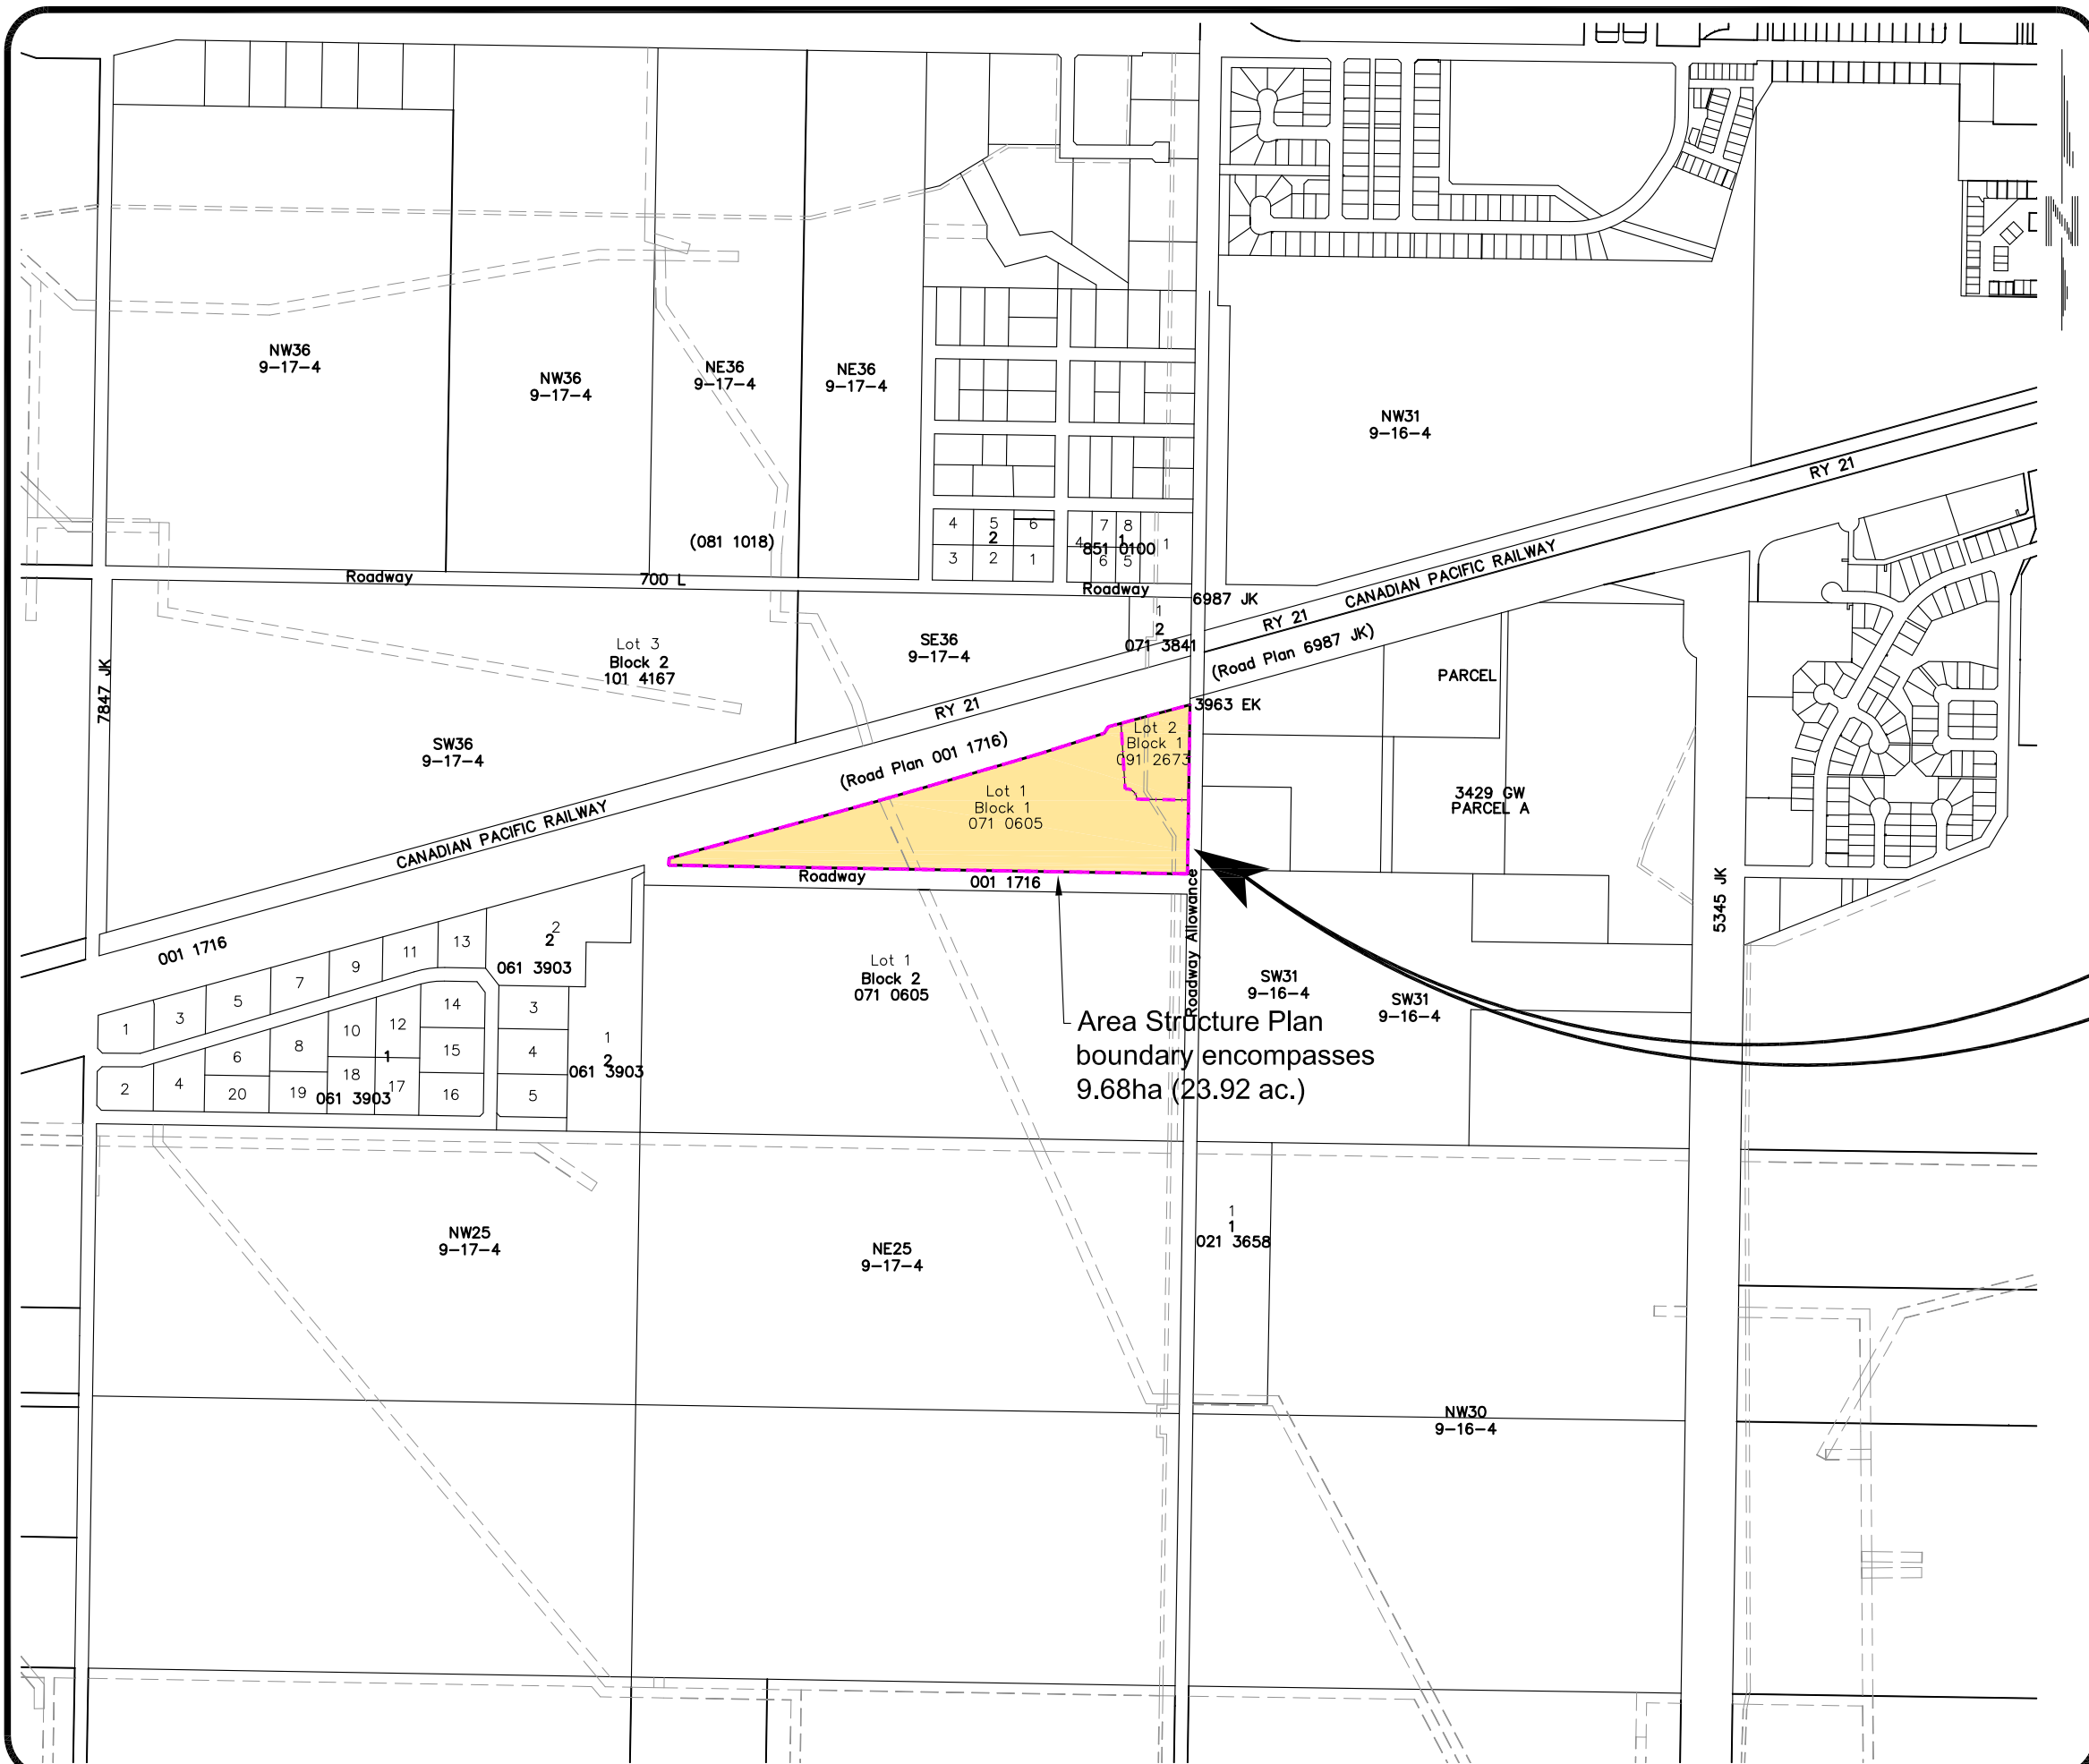 N
NW36
9-17-4
NW36
9-17-4
NE36
9-17-4
NE36
9-17-4
NW31
9-16-4
RY 21
(081 1018)
4
5
6
2
3
2
1
7
8
4
1
1
851 0100
6
5
Roadway
700 L
Roadway
6987 JK
CANADIAN PACIFIC RAILWAY
RY 21
1
2
071 3841
(Road Plan 6987 JK)
Lot 3
Block 2
101 4167
SE36
9-17-4
7847 JK
PARCEL
RY 21
3963 EK
SW36
9-17-4
(Road Plan 001 1716)
Lot 2
Block 1
091 2673
Lot 1
Block 1
071 0605
3429 GW
PARCEL A
CANADIAN PACIFIC RAILWAY
Roadway
001 1716
Roadway Allowance
5345 JK
001 1716
2
2
061 3903
13
11
9
7
5
3
1
Lot 1
Block 2
071 0605
SW31
9-16-4
SW31
9-16-4
14
3
12
10
8
6
15
4
1
1
2
061 3903
18
17
4
2
20
19
061 3903
16
5
Area Structure Plan
boundary encompasses
9.68ha (23.92 ac.)
NW25
9-17-4
NE25
9-17-4
1
1
021 3658
NW30
9-16-4